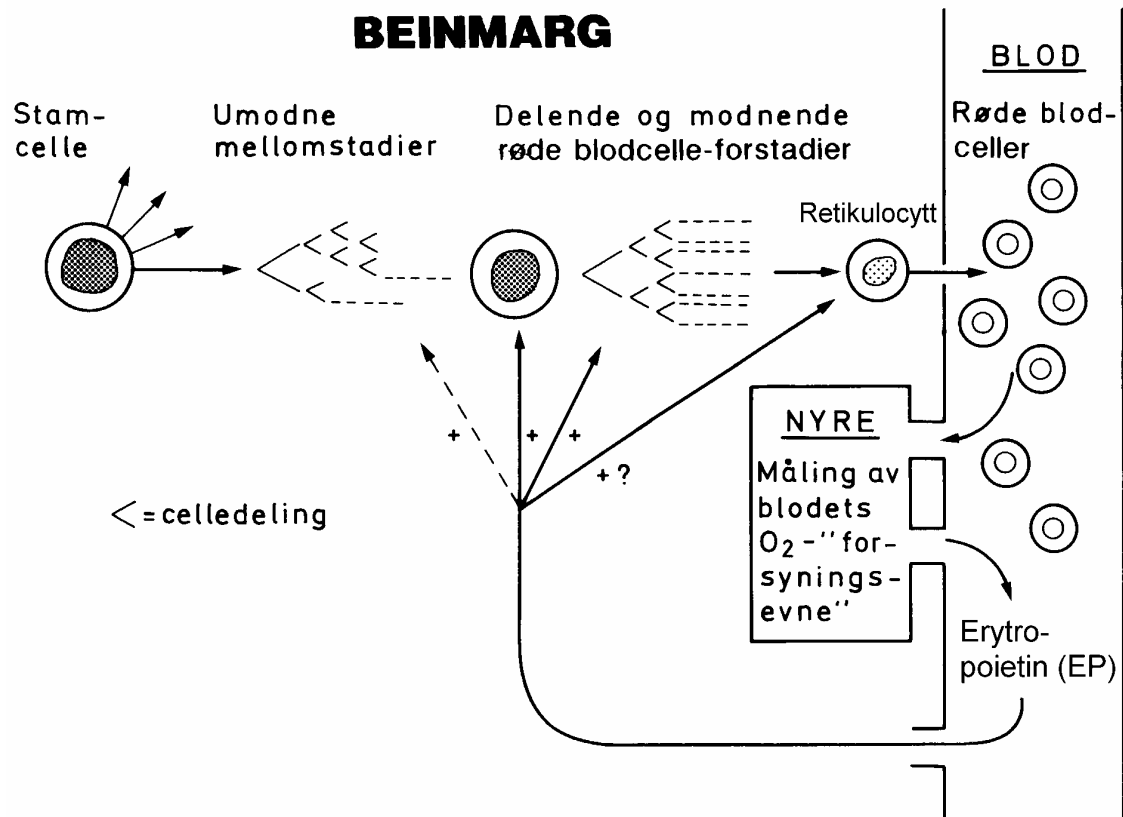 BEINMARG
BLOD
Stam-
celle
Umodne
mellomstadier
Delende og modnende
røde blodcelle-forstadier
Røde blod-
celler
Retikulocytt
+
+
+
+ ?
< = celledeling
NYRE
Måling av
blodets
O₂ -"for-
synings-
evne"
Erytro-
poietin (EP)